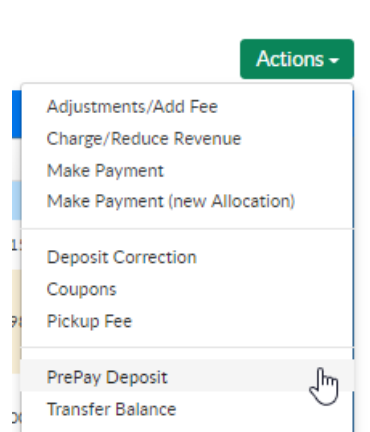 Actions
Adjustments/Add Fee
Charge/Reduce Revenue
Make Payment
Make Payment (new Allocation)
Deposit Correction
Coupons
Pickup Fee
PrePay Deposit
Transfer Balance